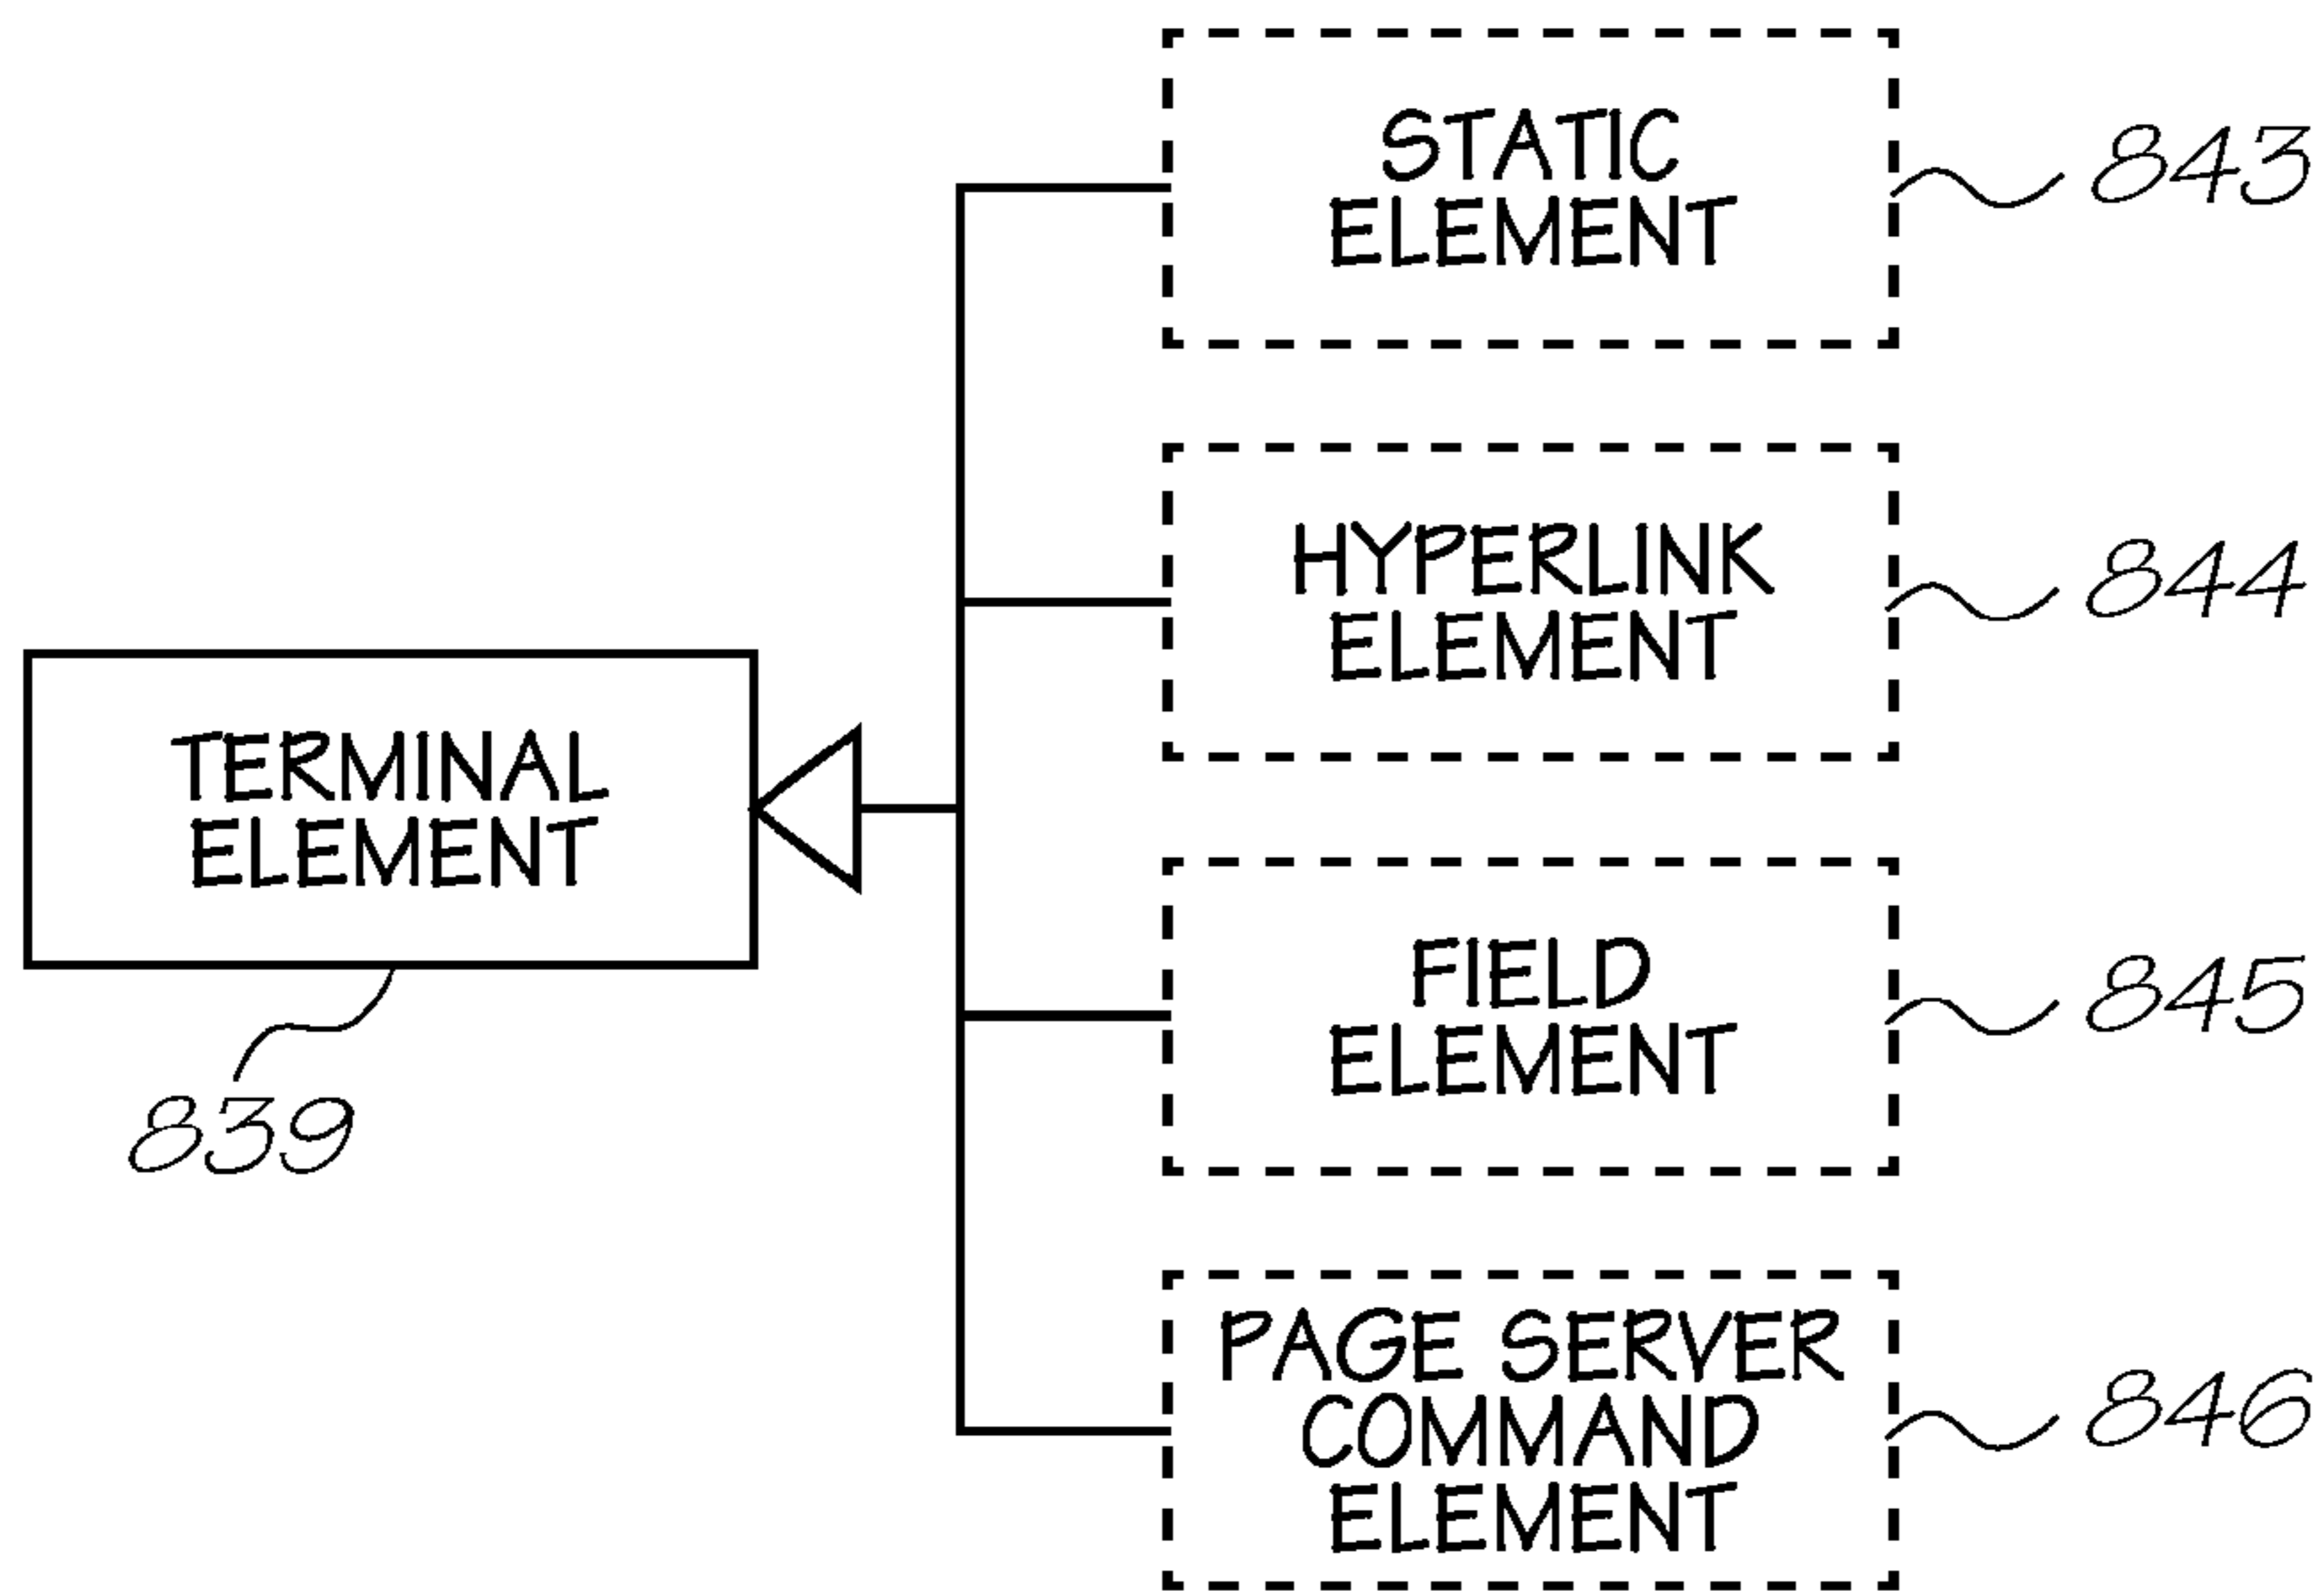 STATIC
ELEMENT
843
HYPERLINK
ELEMENT
844
TERMINAL
ELEMENT
839
FIELD
ELEMENT
845
PAGE SERVER
COMMAND
ELEMENT
846